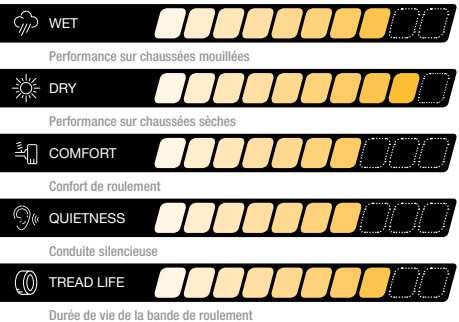 WET
Performance sur chaussées mouillées
DRY
Performance sur chaussées sèches
COMFORT
Confort de roulement
QUIETNESS
Conduite silencieuse
TREAD LIFE
Durée de vie de la bande de roulement